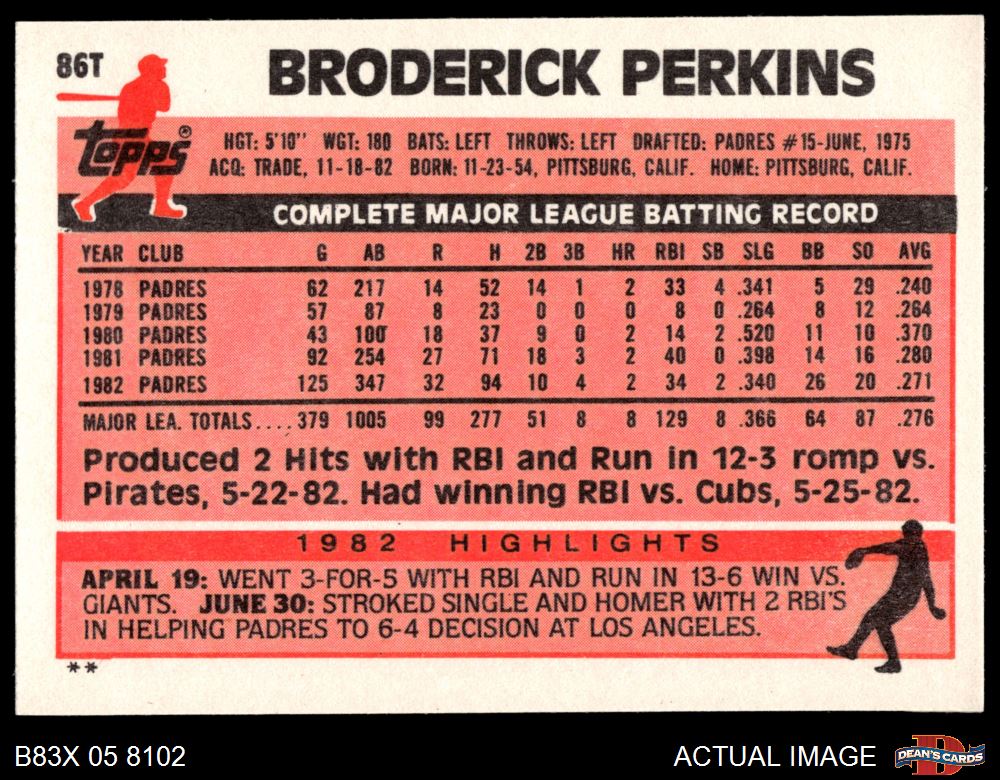 86T
BRODERICK PERKINS
topps®
HGT: 5'10" WGT: 180 BATS: LEFT THROWS: LEFT DRAFTED: PADRES #15-JUNE, 1975
ACQ: TRADE, 11-18-82 BORN: 11-23-54, PITTSBURG, CALIF. HOME: PITTSBURG, CALIF.
COMPLETE MAJOR LEAGUE BATTING RECORD
YEAR CLUB G AB R H 2B 3B HR RBI SB SLG BB SO AVG
1978 PADRES 62 217 14 52 14 1 2 33 4 .341 5 29 .240
1979 PADRES 57 87 8 23 0 0 0 8 0 .264 8 12 .264
1980 PADRES 43 100 18 37 9 0 2 14 2 .520 11 10 .370
1981 PADRES 92 254 27 71 18 3 2 40 0 .398 14 16 .280
1982 PADRES 125 347 32 94 10 4 2 34 2 .340 26 20 .271
MAJOR LEA. TOTALS.... 379 1005 99 277 51 8 8 129 8 .366 64 87 .276
Produced 2 Hits with RBI and Run in 12-3 romp vs.
Pirates, 5-22-82. Had winning RBI vs. Cubs, 5-25-82.
1982 HIGHLIGHTS
APRIL 19: WENT 3-FOR-5 WITH RBI AND RUN IN 13-6 WIN VS.
GIANTS. JUNE 30: STROKED SINGLE AND HOMER WITH 2 RBI'S
IN HELPING PADRES TO 6-4 DECISION AT LOS ANGELES.
**
B83X 05 8102
ACTUAL IMAGE
DEAN'S CARDS